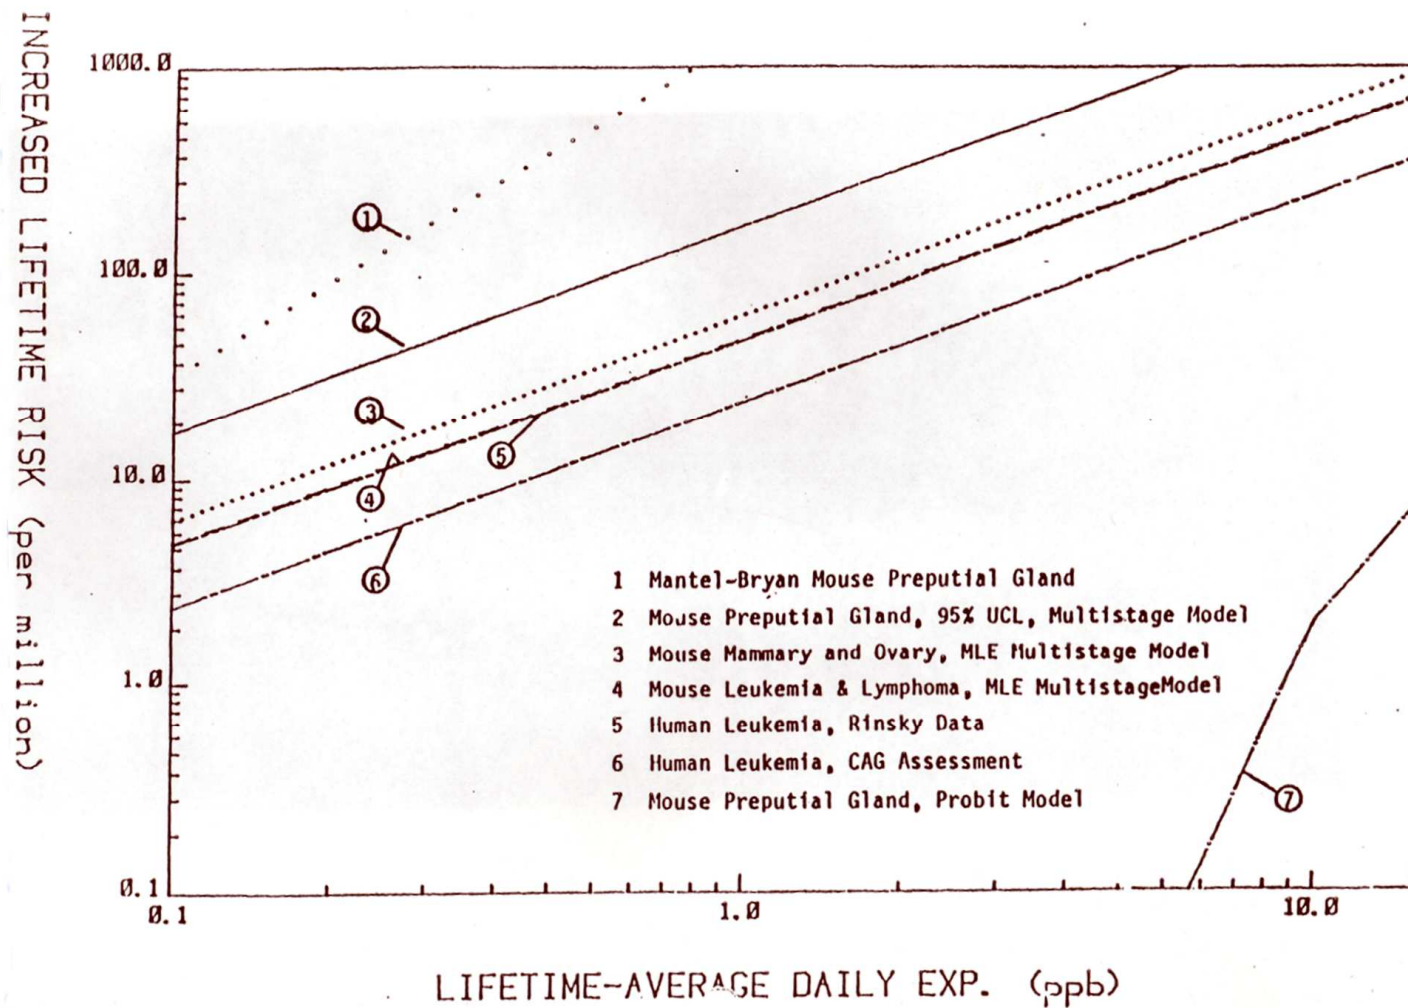 INCREASED LIFETIME RISK (per million)
1000.0
100.0
10.0
1.0
0.1
1
2
3
4
5
6
1 Mantel-Bryan Mouse Preputial Gland
2 Mouse Preputial Gland, 95% UCL, Multistage Model
3 Mouse Mammary and Ovary, MLE Multistage Model
4 Mouse Leukemia & Lymphoma, MLE MultistageModel
5 Human Leukemia, Rinsky Data
6 Human Leukemia, CAG Assessment
7 Mouse Preputial Gland, Probit Model
7
0.1 1.0 10.0
LIFETIME-AVERAGE DAILY EXP. (ppb)